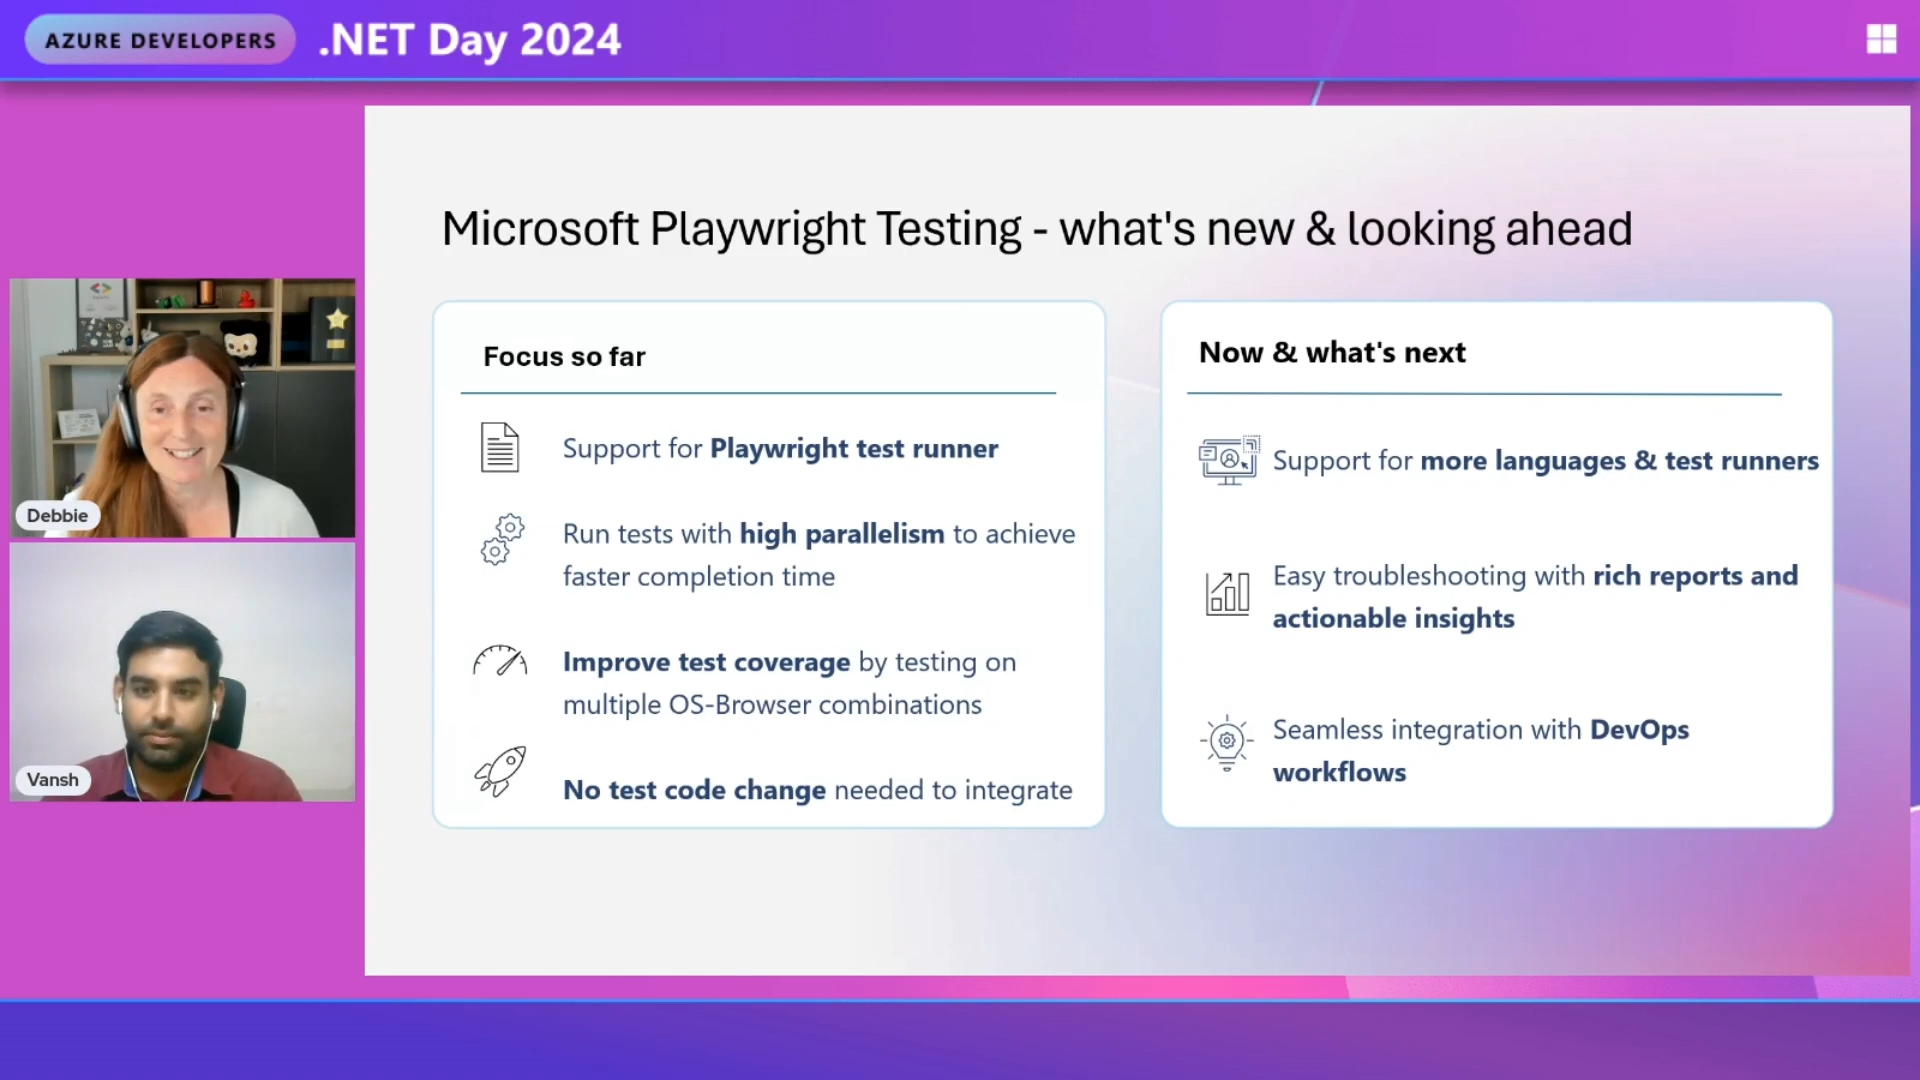 AZURE DEVELOPERS
.NET Day 2024
Microsoft Playwright Testing - what's new & looking ahead
Focus so far
Support for Playwright test runner
Run tests with high parallelism to achieve
faster completion time
Improve test coverage by testing on
multiple OS-Browser combinations
No test code change needed to integrate
Now & what's next
Support for more languages & test runners
Easy troubleshooting with rich reports and
actionable insights
Seamless integration with DevOps
workflows
Debbie
Vansh